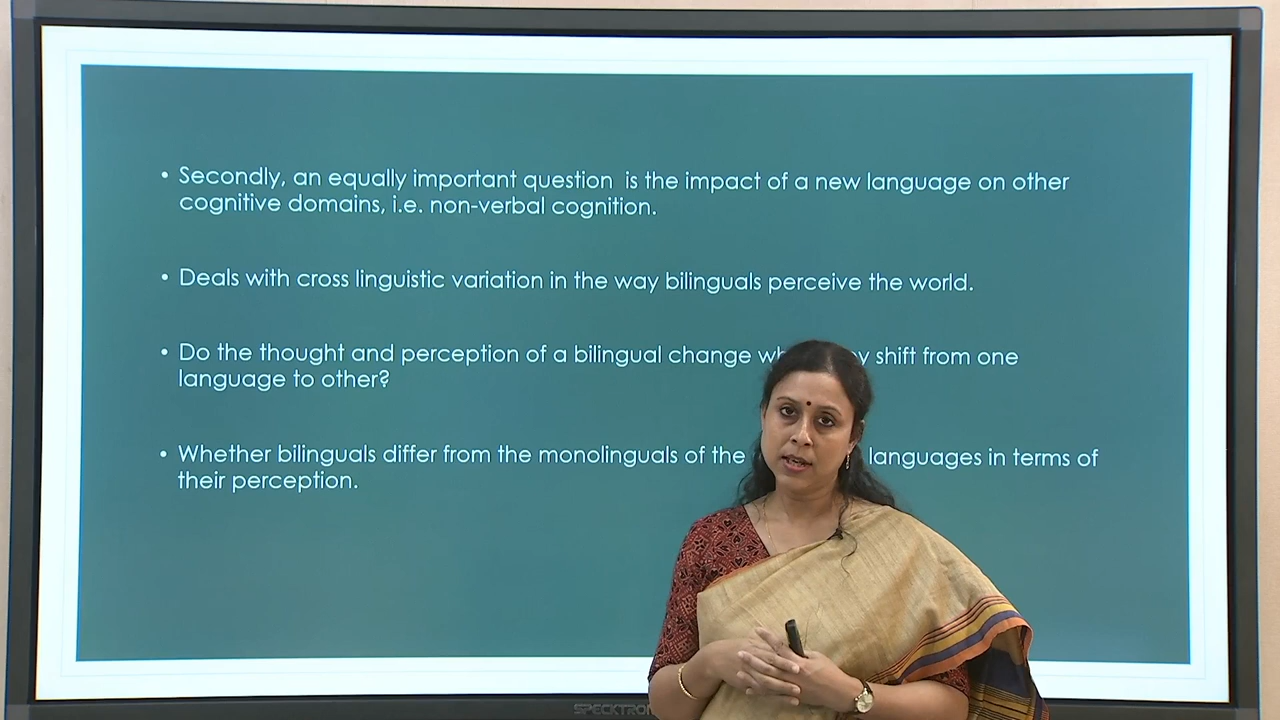 • Secondly, an equally important question is the impact of a new language on other
cognitive domains, i.e. non-verbal cognition.
• Deals with cross linguistic variation in the way bilinguals perceive the world.
• Do the thought and perception of a bilingual change shift from one
language to other?
• Whether bilinguals differ from the monolinguals of the languages in terms of
their perception.
SPECKTRON